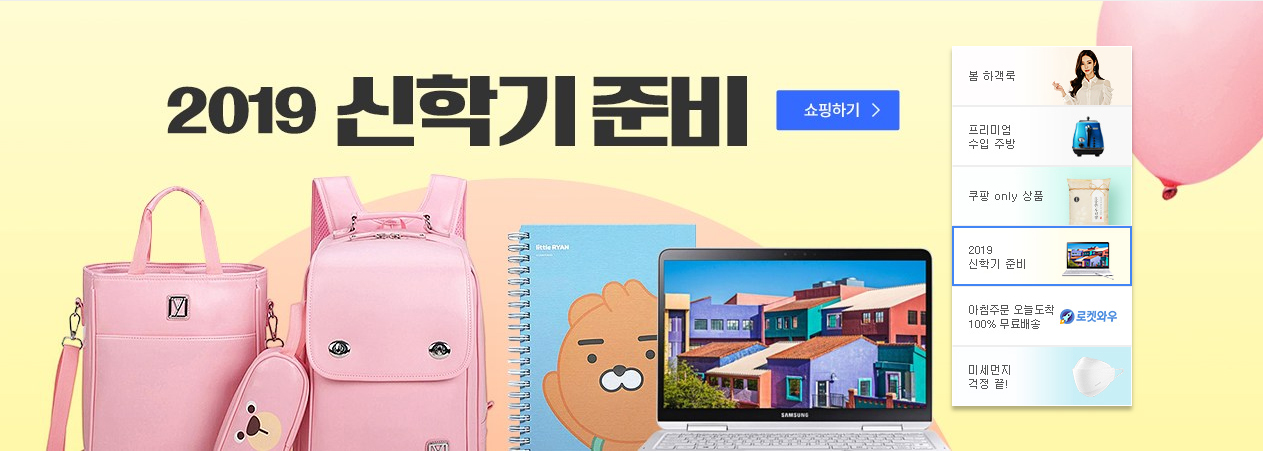 2019 신학기 준비
쇼핑하기
little RYAN
SAMSUNG
봄 하객룩
프리미엄
수입 주방
쿠팡 only 상품
2019
신학기 준비
아침주문 오늘도착
100% 무료배송
로켓와우
미세먼지
걱정 끝!